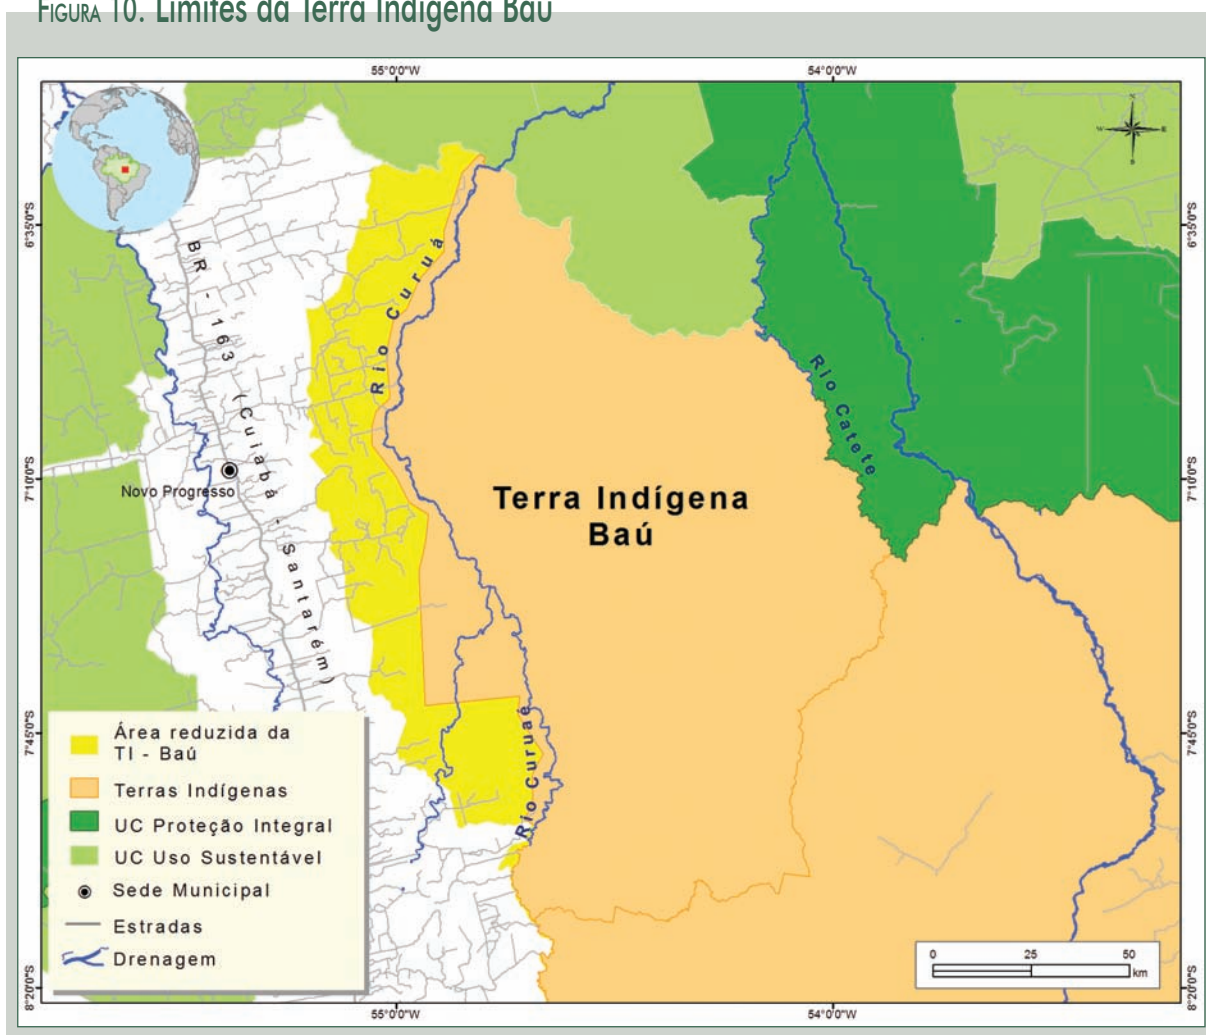 FIGURA 10. Limites da Terra Indígena Baú
55°0'0"W
54°0'0"W
N
W
E
S
6°35'0"S
6°35'0"S
BR - 163 (Cuiabá - Santarém)
Rio Curuá
Rio Catete
7°10'0"S
7°10'0"S
Novo Progresso
Terra Indígena
Baú
7°45'0"S
7°45'0"S
Rio Curuaé
Área reduzida da
TI - Baú
Terras Indígenas
UC Proteção Integral
UC Uso Sustentável
Sede Municipal
Estradas
Drenagem
0 25 50
km
8°20'0"S
8°20'0"S
55°0'0"W
54°0'0"W